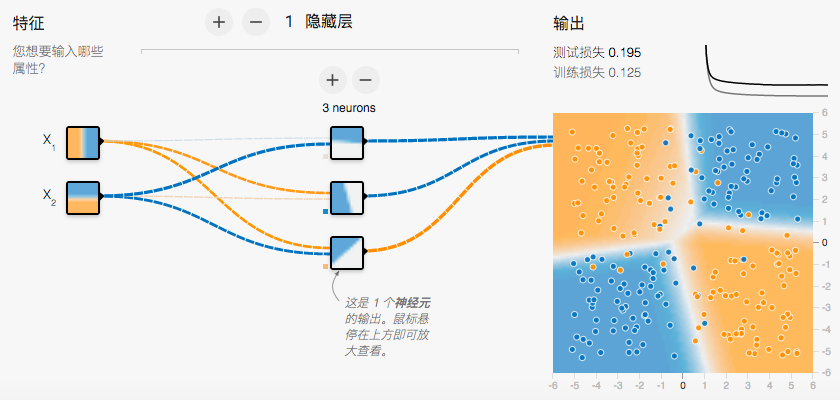 特征
1 隐藏层
输出
您想要输入哪些
属性？
测试损失 0.195
训练损失 0.125
3 neurons
X1
X2
这是 1 个神经元
的输出。鼠标悬
停在上方即可放
大查看。
6
5
4
3
2
1
0
-1
-2
-3
-4
-5
-6
-6 -5 -4 -3 -2 -1 0 1 2 3 4 5 6